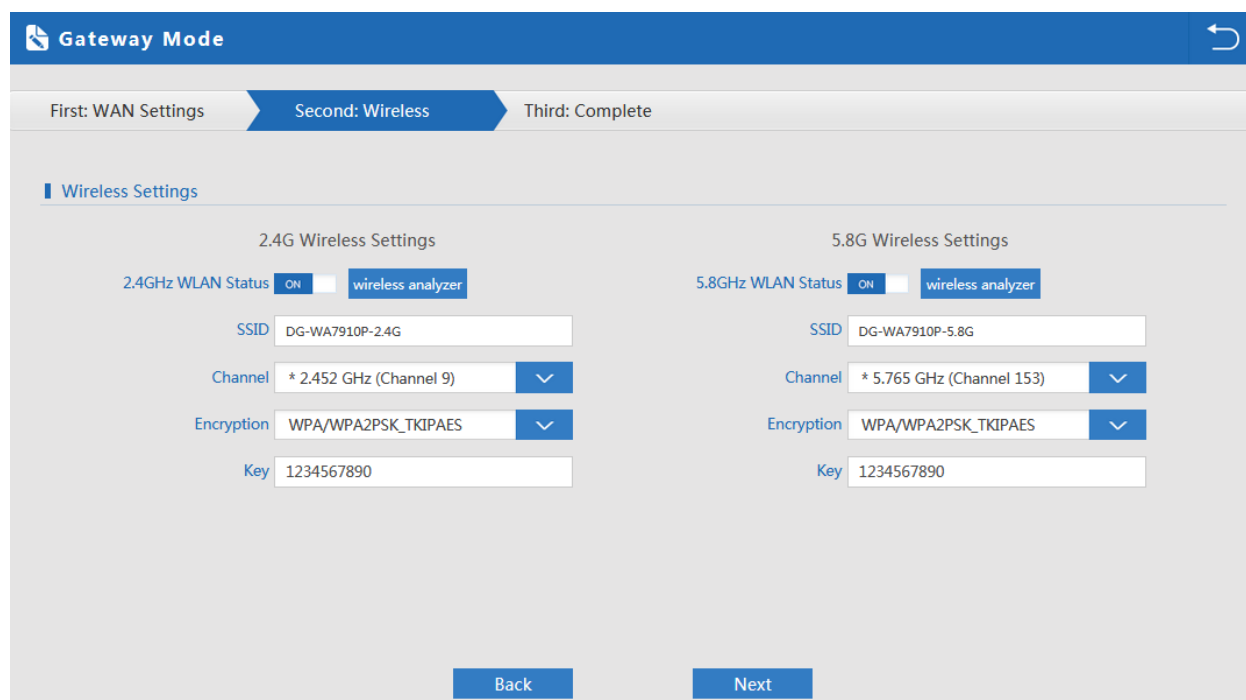 Gateway Mode
First: WAN Settings
Second: Wireless
Third: Complete
Wireless Settings
2.4G Wireless Settings
2.4GHz WLAN Status ON wireless analyzer
SSID DG-WA7910P-2.4G
Channel * 2.452 GHz (Channel 9)
Encryption WPA/WPA2PSK_TKIPAES
Key 1234567890
5.8G Wireless Settings
5.8GHz WLAN Status ON wireless analyzer
SSID DG-WA7910P-5.8G
Channel * 5.765 GHz (Channel 153)
Encryption WPA/WPA2PSK_TKIPAES
Key 1234567890
Back
Next